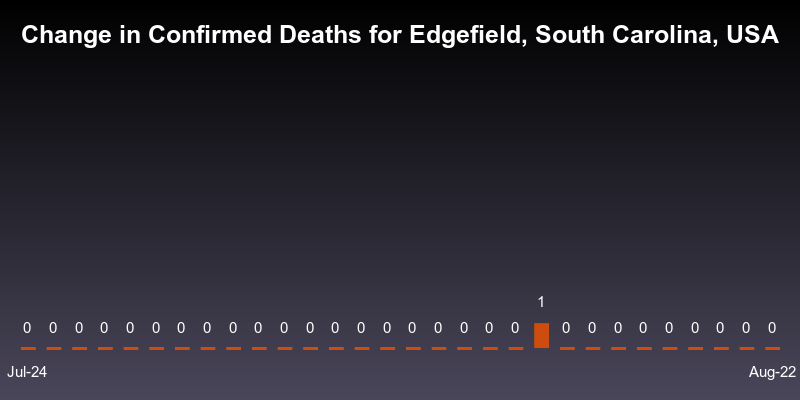 Change in Confirmed Deaths for Edgefield, South Carolina, USA
1
0 0 0 0 0 0 0 0 0 0 0 0 0 0 0 0 0 0 0 0 0 0 0 0 0 0 0 0 0
Jul-24 Aug-22